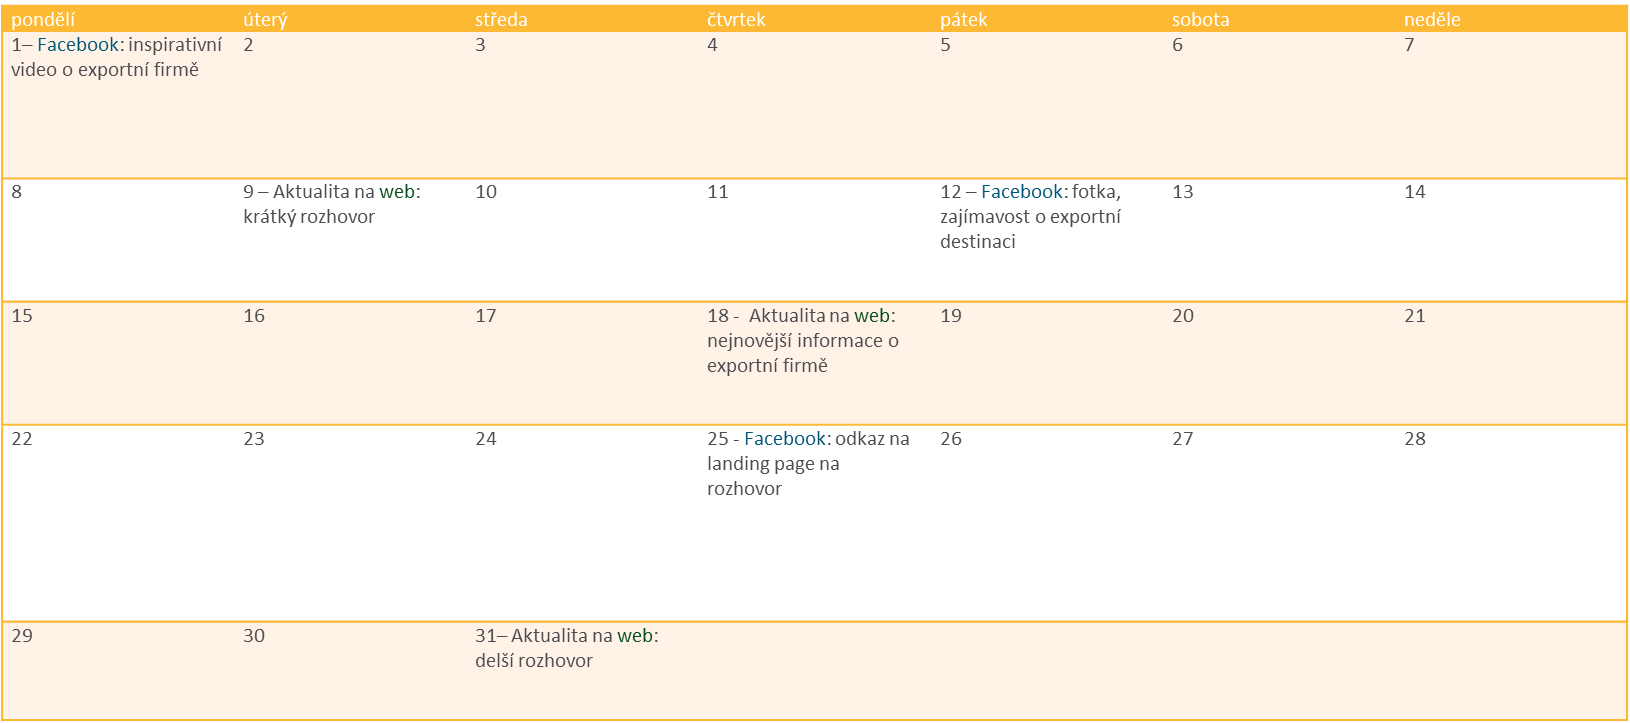 pondělí úterý středa čtvrtek pátek sobota neděle
1– Facebook: inspirativní video o exportní firmě
2
3
4
5
6
7
8
9 – Aktualita na web:
krátký rozhovor
10
11
12 – Facebook: fotka,
zajímavost o exportní
destinaci
13
14
15
16
17
18 - Aktualita na web:
nejnovější informace o
exportní firmě
19
20
21
22
23
24
25 - Facebook: odkaz na
landing page na
rozhovor
26
27
28
29
30
31– Aktualita na web:
delší rozhovor